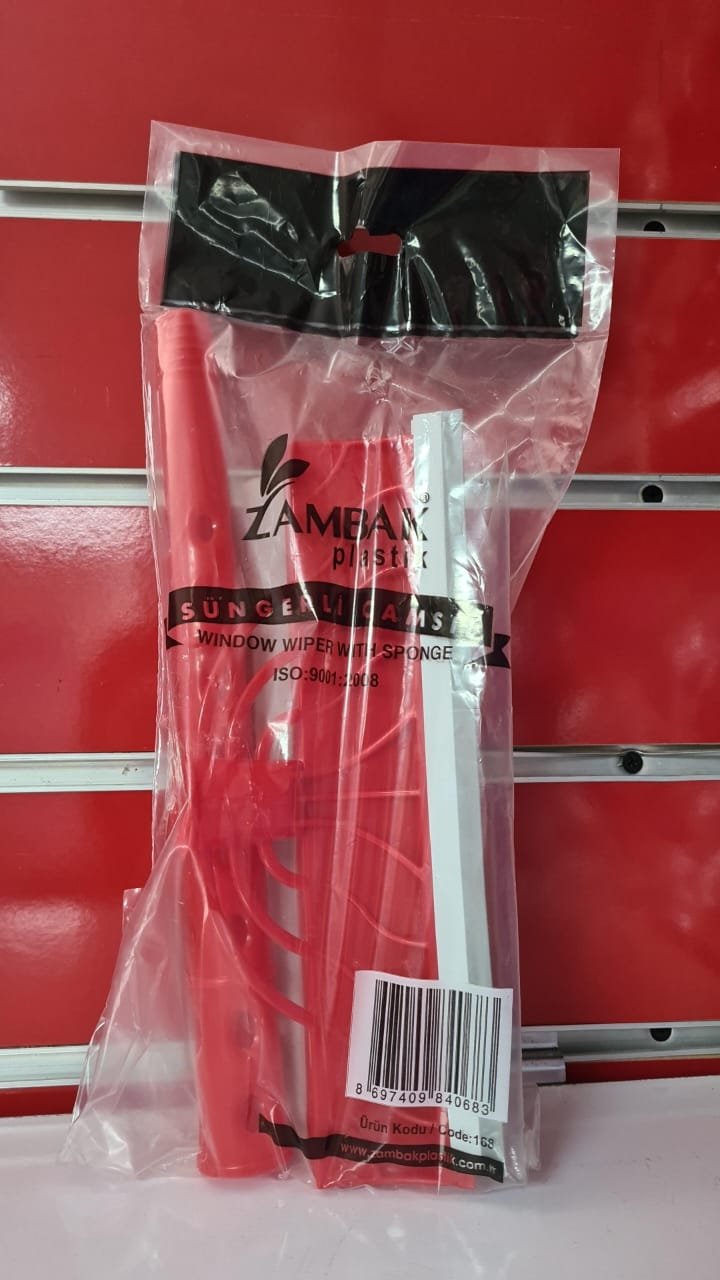 ZAMBAK®
plastik
SÜNGERLİ CAMSİL
WINDOW WIPER WITH SPONGE
ISO:9001:2008
8 697409 840683
Ürün Kodu / Code:168
www.zambakplastik.com.tr